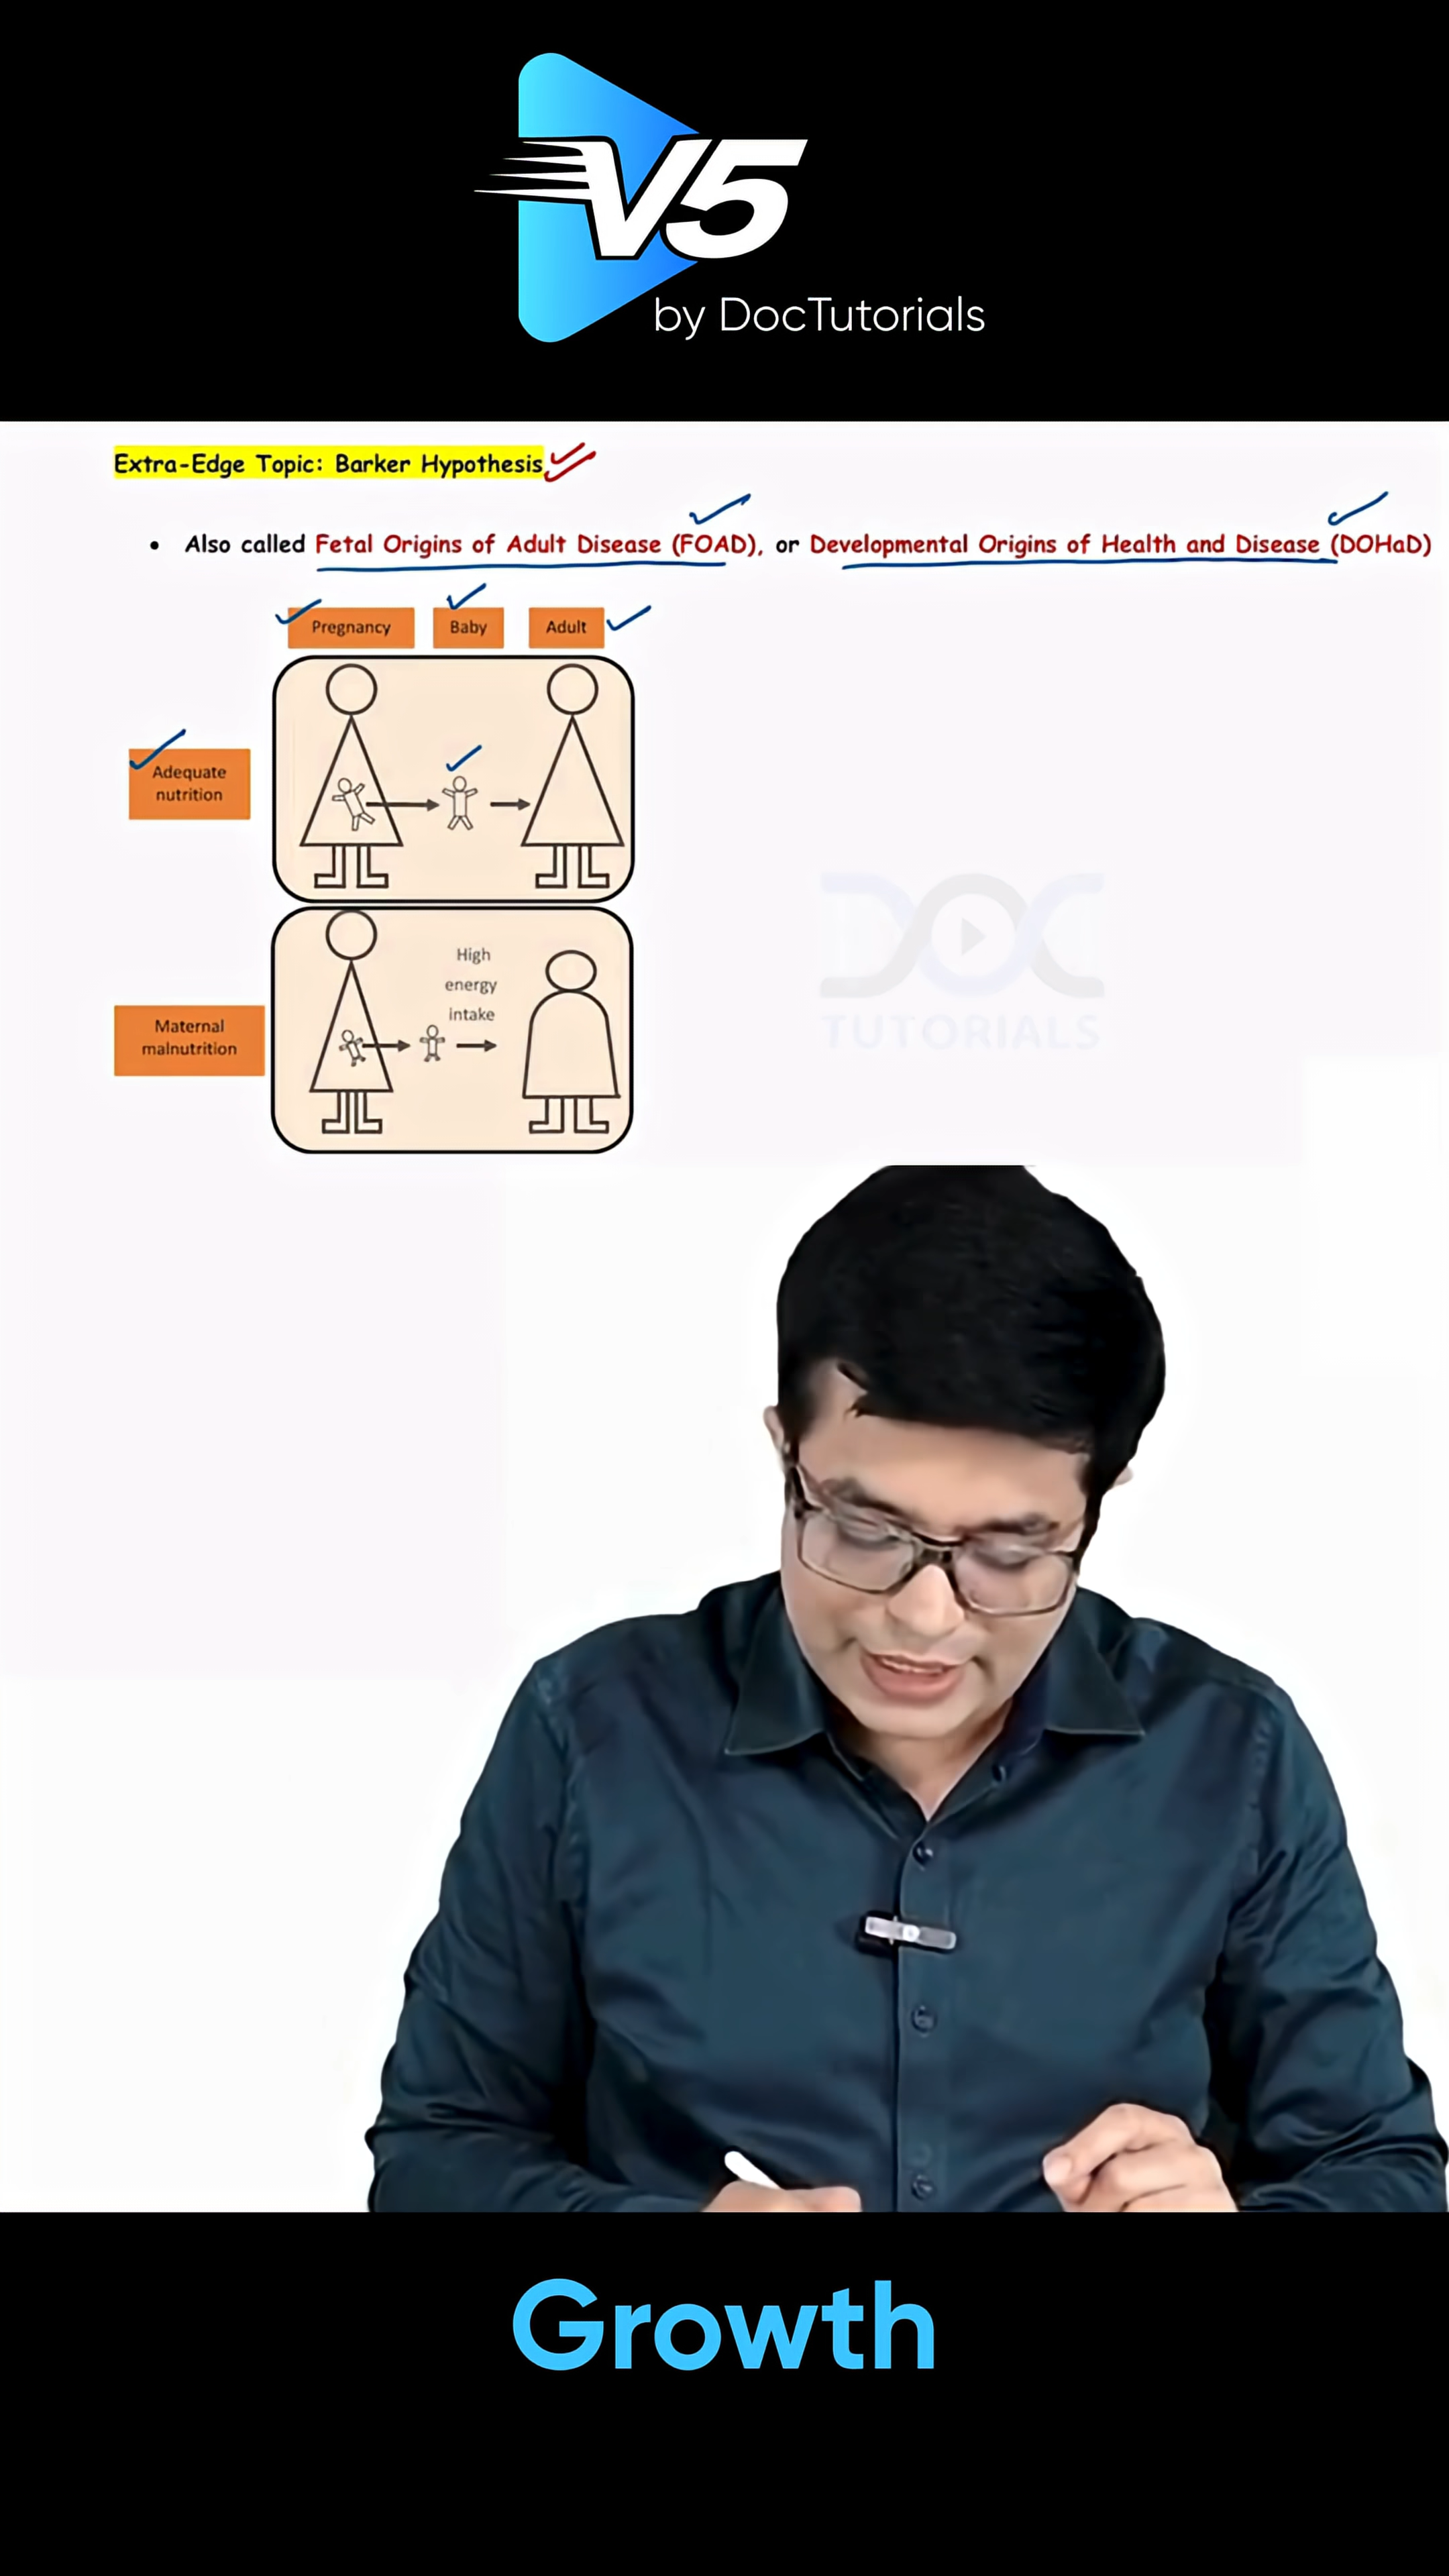 V5
by DocTutorials
Extra-Edge Topic: Barker Hypothesis
• Also called Fetal Origins of Adult Disease (FOAD), or Developmental Origins of Health and Disease (DOHaD)
Pregnancy Baby Adult
Adequate
nutrition
High
energy
intake
Maternal
malnutrition
DOC
TUTORIALS
Growth